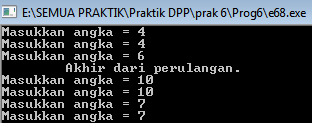 E:\SEMUA PRAKTIK\Praktik DPP\prak 6\Prog6\e68.exe
Masukkan angka = 4
Masukkan angka = 4
Masukkan angka = 6
Akhir dari perulangan.
Masukkan angka = 10
Masukkan angka = 10
Masukkan angka = 7
Masukkan angka = 7